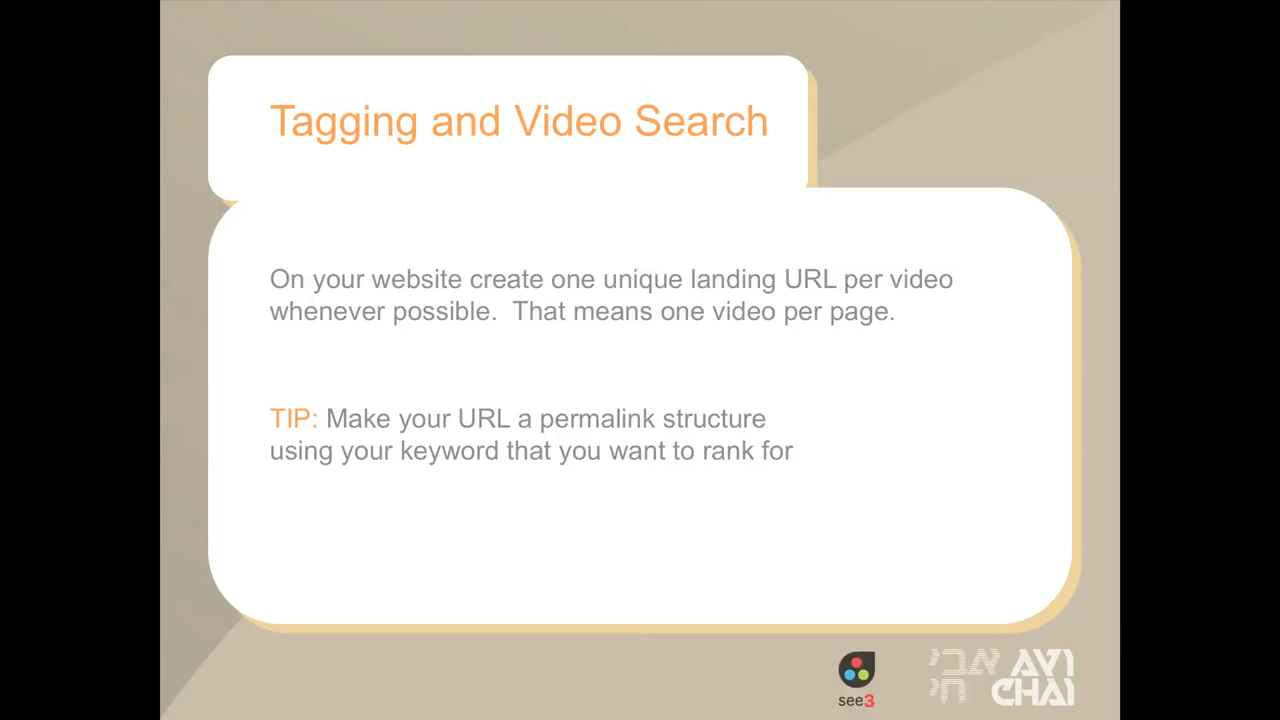 Tagging and Video Search
On your website create one unique landing URL per video
whenever possible.  That means one video per page.
TIP: Make your URL a permalink structure
using your keyword that you want to rank for
see3
אבי
חי
AVI
CHAI